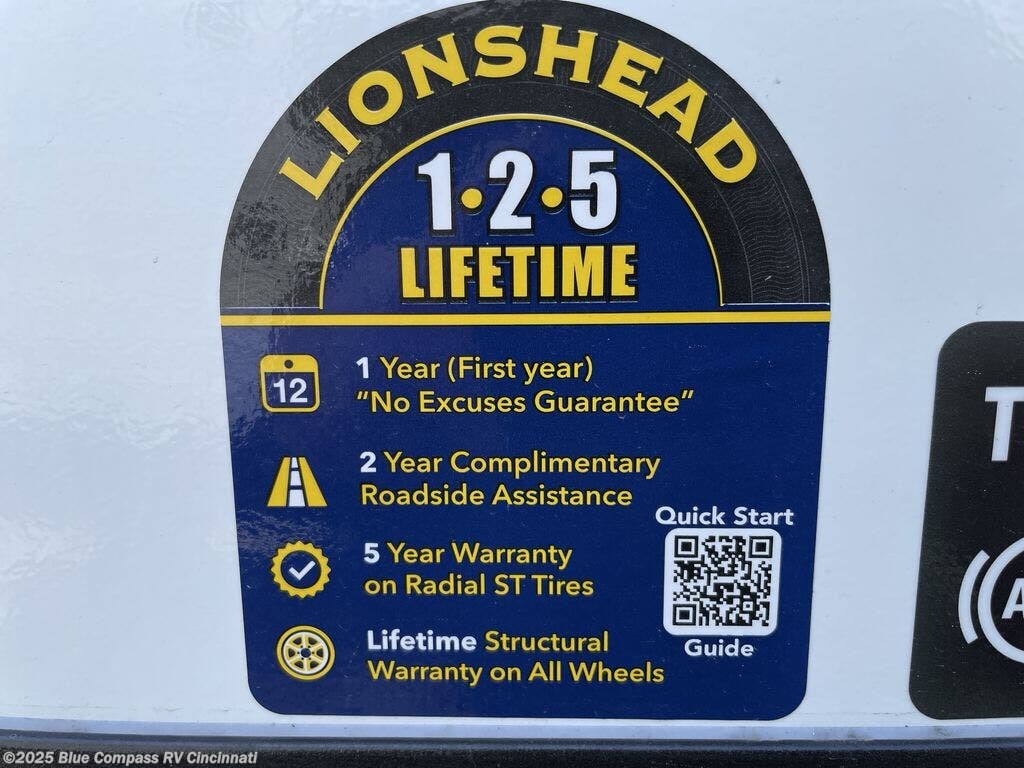 LIONSHEAD
1•2•5
LIFETIME
12
1 Year (First year)
“No Excuses Guarantee”
2 Year Complimentary
Roadside Assistance
5 Year Warranty
on Radial ST Tires
Lifetime Structural
Warranty on All Wheels
Quick Start
Guide
T
A
©2025 Blue Compass RV Cincinnati